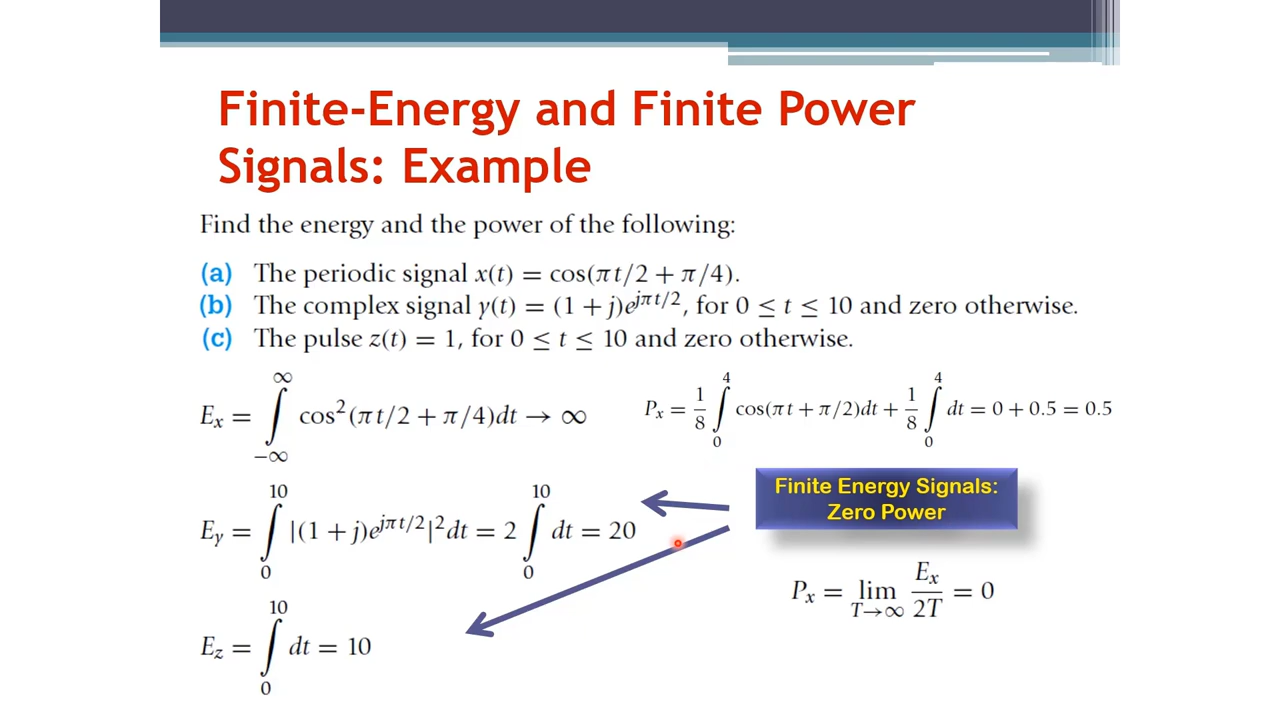 Finite-Energy and Finite Power
Signals: Example
Find the energy and the power of the following:
(a) The periodic signal x(t) = cos(πt/2 + π/4).
(b) The complex signal y(t) = (1 + j)e^{jπt/2}, for 0 ≤ t ≤ 10 and zero otherwise.
(c) The pulse z(t) = 1, for 0 ≤ t ≤ 10 and zero otherwise.
E_x = ∫_{−∞}^{∞} cos²(πt/2 + π/4)dt → ∞
P_x = 1/8 ∫_0^4 cos(πt + π/2)dt + 1/8 ∫_0^4 dt = 0 + 0.5 = 0.5
Finite Energy Signals:
Zero Power
E_y = ∫_0^{10} |(1 + j)e^{jπt/2}|² dt = 2 ∫_0^{10} dt = 20
P_x = lim_{T→∞} E_x/2T = 0
E_z = ∫_0^{10} dt = 10